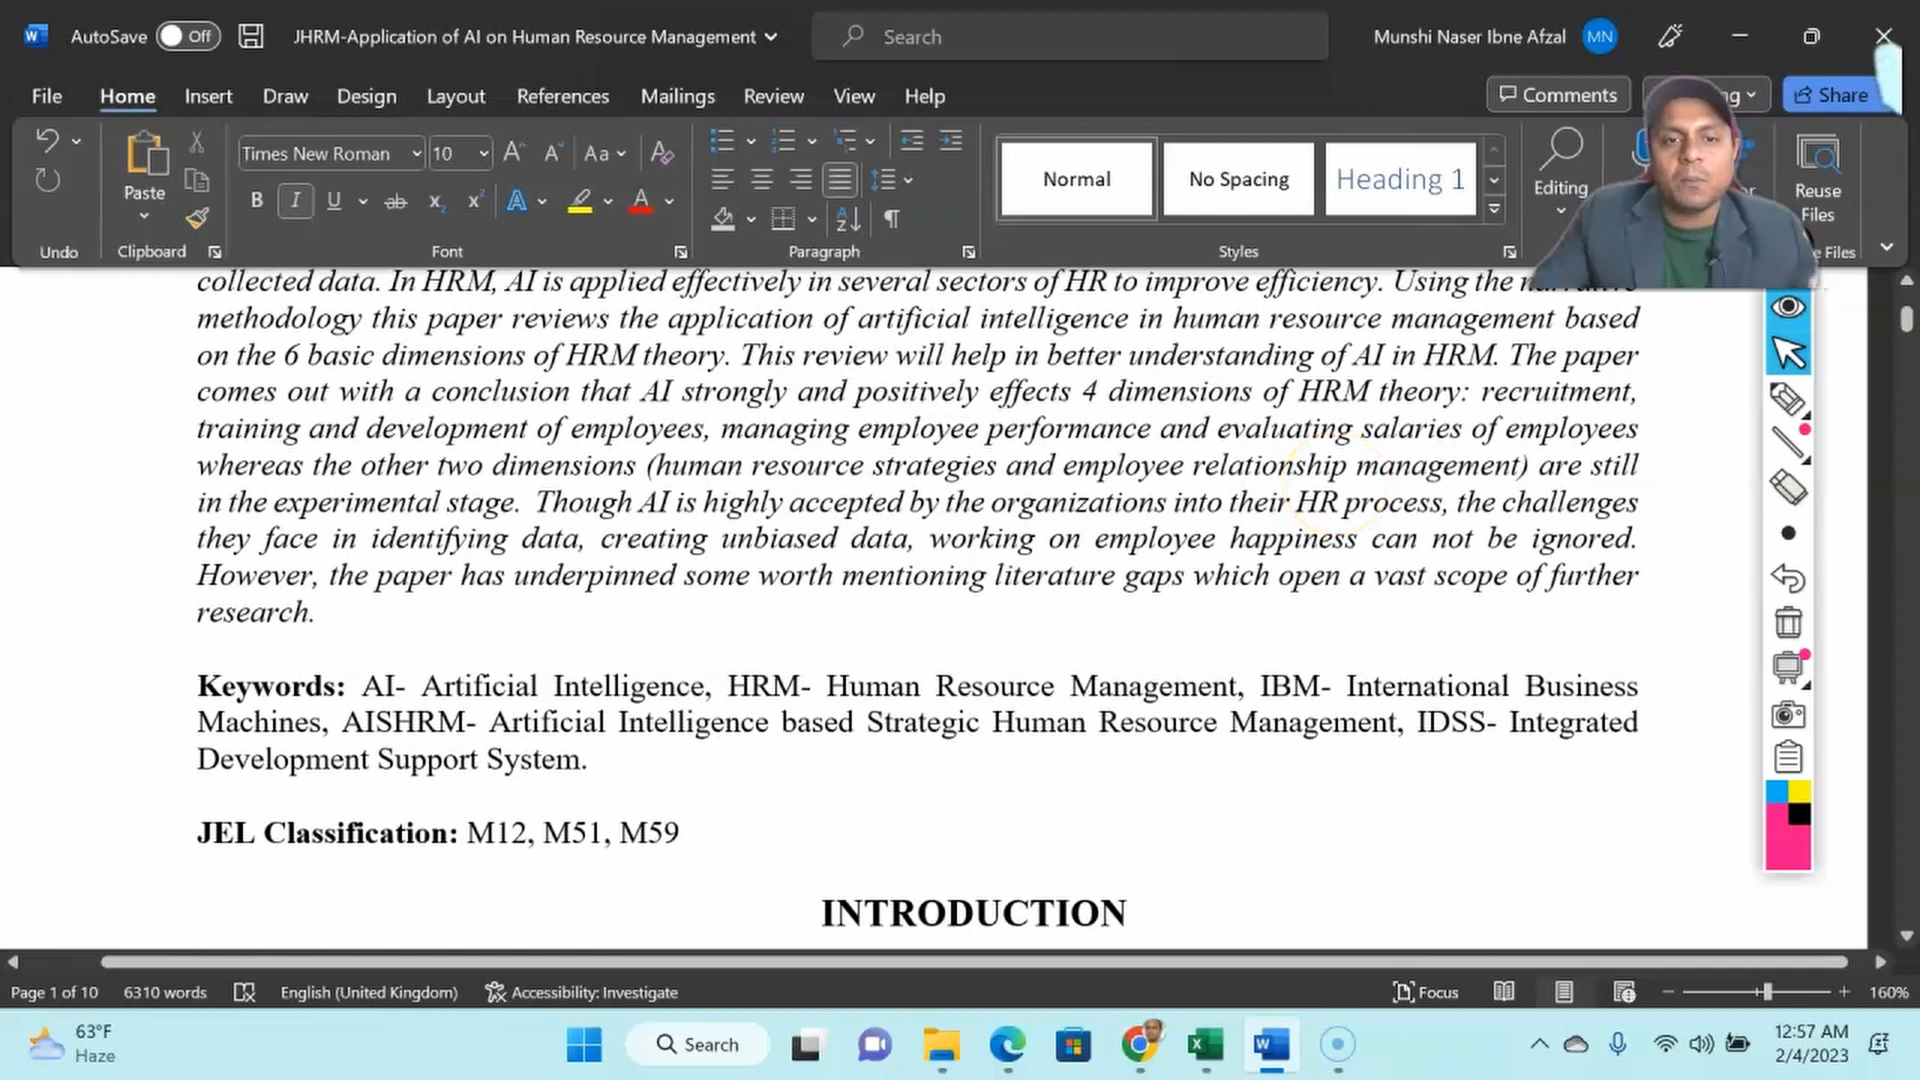 AutoSave Off JHRM-Application of AI on Human Resource Management Search Munshi Naser Ibne Afzal MN
File Home Insert Draw Design Layout References Mailings Review View Help Comments Share
Times New Roman 10 Aa
Paste
Normal No Spacing Heading 1 Editing Reuse Files
Undo Clipboard Font Paragraph Styles
collected data. In HRM, AI is applied effectively in several sectors of HR to improve efficiency. Using the
methodology this paper reviews the application of artificial intelligence in human resource management based
on the 6 basic dimensions of HRM theory. This review will help in better understanding of AI in HRM. The paper
comes out with a conclusion that AI strongly and positively effects 4 dimensions of HRM theory: recruitment,
training and development of employees, managing employee performance and evaluating salaries of employees
whereas the other two dimensions (human resource strategies and employee relationship management) are still
in the experimental stage. Though AI is highly accepted by the organizations into their HR process, the challenges
they face in identifying data, creating unbiased data, working on employee happiness can not be ignored.
However, the paper has underpinned some worth mentioning literature gaps which open a vast scope of further
research.
Keywords: AI- Artificial Intelligence, HRM- Human Resource Management, IBM- International Business
Machines, AISHRM- Artificial Intelligence based Strategic Human Resource Management, IDSS- Integrated
Development Support System.
JEL Classification: M12, M51, M59
INTRODUCTION
Page 1 of 10 6310 words English (United Kingdom) Accessibility: Investigate Focus 160%
63°F
Haze
Search
12:57 AM
2/4/2023